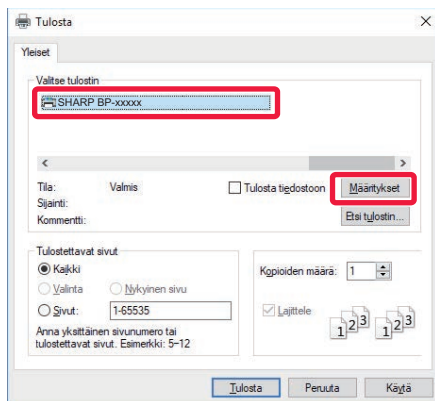 Tulosta
Yleiset
Valitse tulostin
SHARP BP-xxxxx
Tila: Valmis
Tulosta tiedostoon
Määritykset
Sijainti:
Kommentti:
Etsi tulostin...
Tulostettavat sivut
Kaikki
Valinta Nykyinen sivu
Sivut: 1-65535
Anna yksittäinen sivunumero tai
tulostettavat sivut. Esimerkki: 5-12
Kopioiden määrä: 1
Lajittele
1 2 3 1 2 3
Tulosta Peruuta Käytä